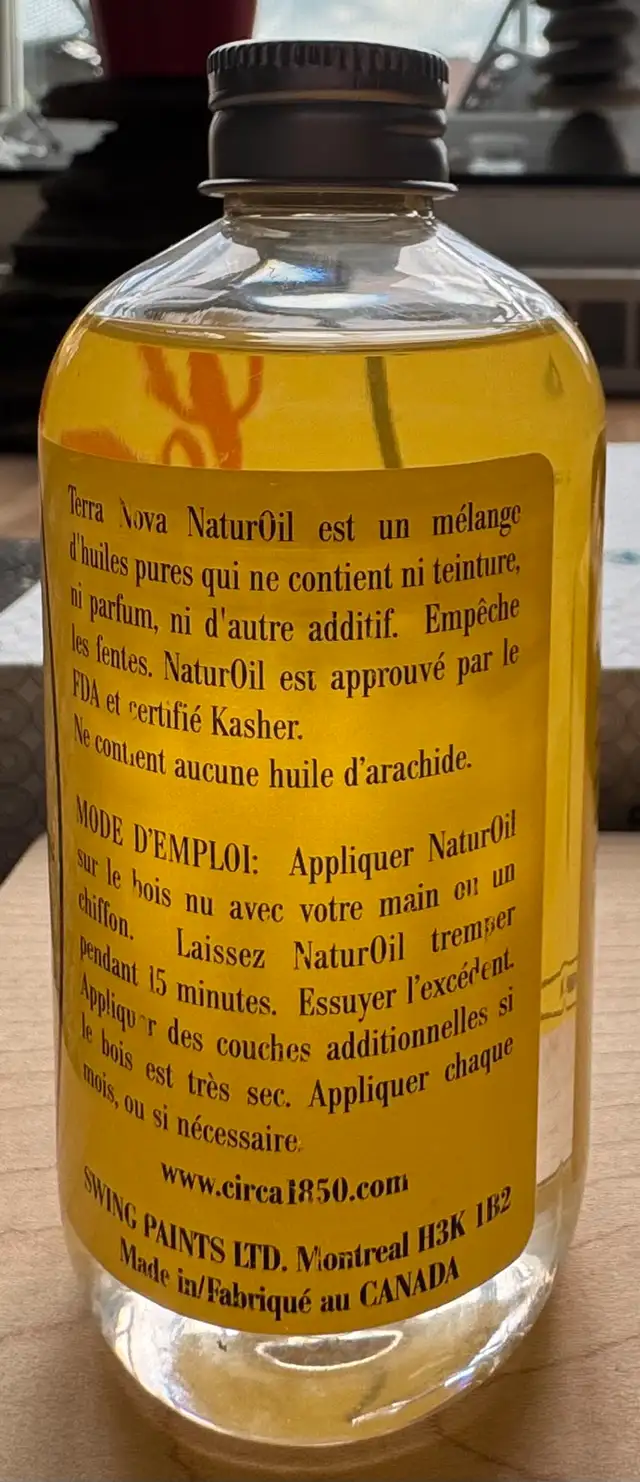 Terra Nova NaturOil est un mélange
d'huiles pures qui ne contient ni teinture,
ni parfum, ni d'autre additif. Empêche
les fentes. NaturOil est approuvé par le
FDA et certifié Kasher.
Ne contient aucune huile d'arachide.
MODE D'EMPLOI: Appliquer NaturOil
sur le bois nu avec votre main ou un
chiffon. Laissez NaturOil tremper
pendant 15 minutes. Essuyer l'excédent.
Appliquer des couches additionnelles si
le bois est très sec. Appliquer chaque
mois, ou si nécessaire.
www.circa1850.com
SWING PAINTS LTD. Montreal H3K 1B2
Made in/Fabriqué au CANADA